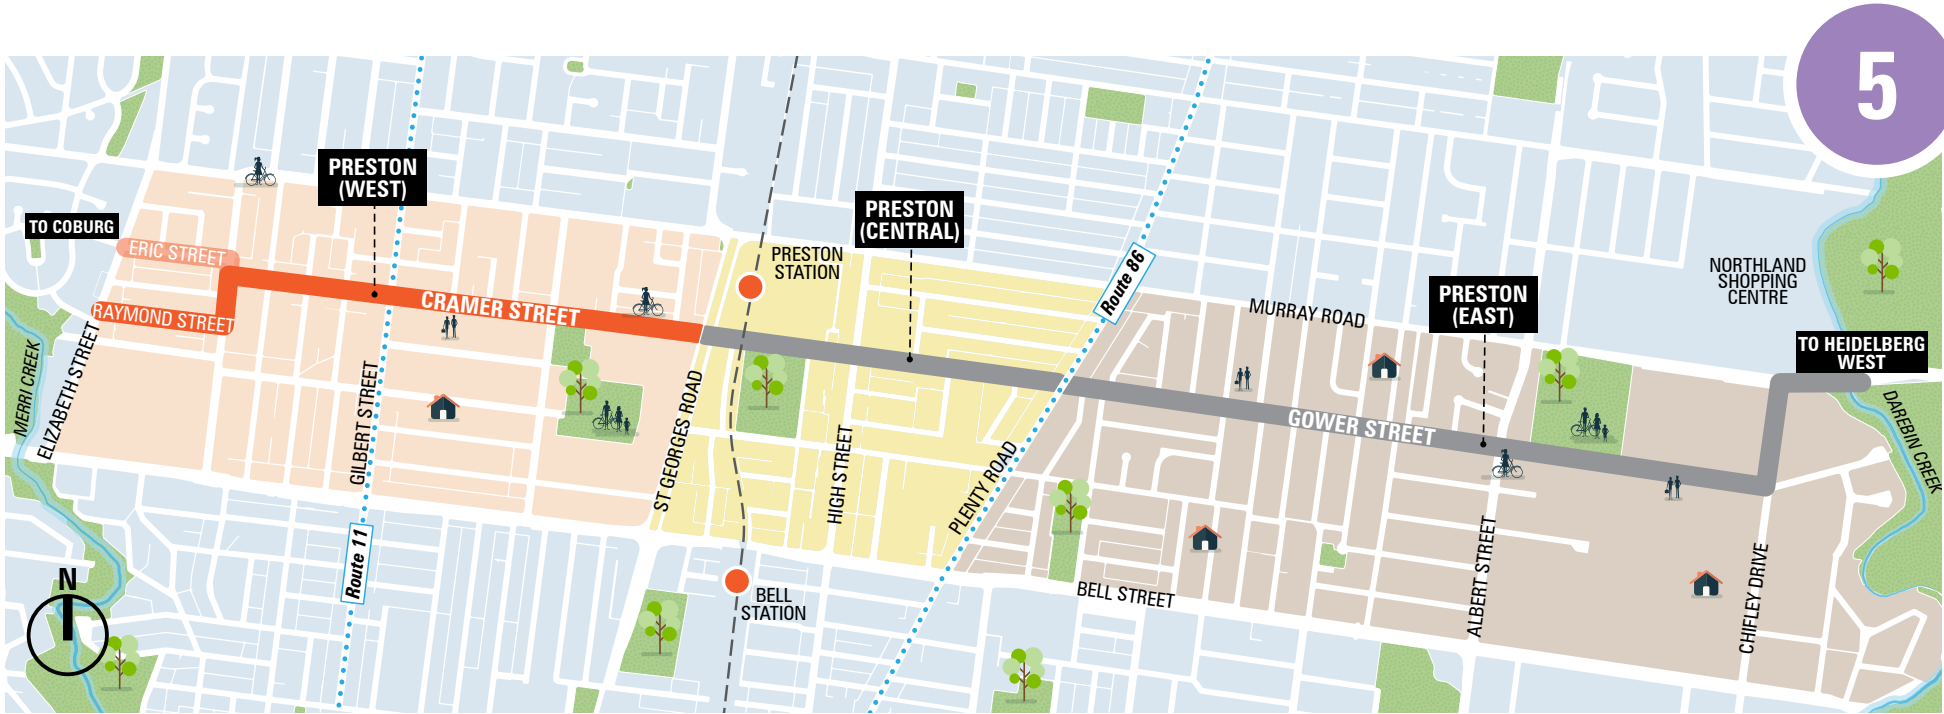 5
PRESTON
(WEST)
TO COBURG
ERIC STREET
RAYMOND STREET
CRAMER STREET
PRESTON
STATION
PRESTON
(CENTRAL)
Route 86
MURRAY ROAD
PRESTON
(EAST)
NORTHLAND
SHOPPING
CENTRE
TO HEIDELBERG
WEST
MERRI CREEK
ELIZABETH STREET
GILBERT STREET
ST GEORGES ROAD
HIGH STREET
PLENTY ROAD
GOWER STREET
DAREBIN CREEK
Route 11
N
BELL
STATION
BELL STREET
ALBERT STREET
CHIFLEY DRIVE